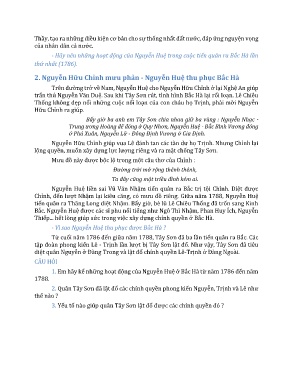 Thầy, tạo ra những điều kiện cơ bản cho sự thống nhất đất nước, đáp ứng nguyện vọng
của nhân dân cả nước.
- Hãy nêu những hoạt động của Nguyễn Huệ trong cuộc tiến quân ra Bắc Hà lần
thứ nhất (1786).
2. Nguyễn Hữu Chỉnh mưu phản - Nguyễn Huệ thu phục Bắc Hà
Trên đường trở về Nam, Nguyễn Huệ cho Nguyễn Hữu Chỉnh ở lại Nghệ An giúp
trấn thủ Nguyễn Văn Duệ. Sau khi Tây Sơn rút, tình hình Bắc Hà lại rối loạn. Lê Chiêu
Thống không dẹp nổi những cuộc nổi loạn của con cháu họ Trịnh, phải mời Nguyễn
Hữu Chỉnh ra giúp.
Bấy giờ ba anh em Tây Sơn chia nhau giữ ba vùng : Nguyễn Nhạc -
Trung ương Hoàng đế đóng ở Quy Nhơn, Nguyễn Huệ - Bắc Bình Vương đóng
ở Phú Xuân, Nguyễn Lữ - Đông Định Vương ở Gia Định.
Nguyễn Hữu Chỉnh giúp vua Lê đánh tan các tàn dư họ Trịnh. Nhưng Chỉnh lại
lộng quyền, muốn xây dựng lực lượng riêng và ra mặt chống Tây Sơn.
Mưu đồ này được bộc lộ trong một câu thơ của Chỉnh :
Đường trời mở rộng thênh thênh,
Ta đây cũng một triều đình kém ai.
Nguyễn Huệ liền sai Vũ Văn Nhậm tiến quân ra Bắc trị tội Chỉnh. Diệt được
Chỉnh, đến lượt Nhậm lại kiêu căng, có mưu đồ riêng. Giữa năm 1788, Nguyễn Huệ
tiến quân ra Thăng Long diệt Nhậm. Bấy giờ, bè lũ Lê Chiêu Thống đã trốn sang Kinh
Bắc. Nguyễn Huệ được các sĩ phu nổi tiếng như Ngô Thì Nhậm, Phan Huy Ích, Nguyễn
Thiếp... hết lòng giúp sức trong việc xây dựng chính quyền ở Bắc Hà.
- Vì sao Nguyễn Huệ thu phục được Bắc Hà ?
Từ cuối năm 1786 đến giữa năm 1788, Tây Sơn đã ba lần tiến quân ra Bắc. Các
tập đoàn phong kiến Lê - Trịnh lần lượt bị Tây Sơn lật đổ. Như vậy, Tây Sơn đã tiêu
diệt quân Nguyễn ở Đàng Trong và lật đổ chính quyền Lê-Trịnh ở Đàng Ngoài.
CÂU HỎI
1. Em hãy kể những hoạt động của Nguyễn Huệ ở Bắc Hà từ năm 1786 đến năm
1788.
2. Quân Tây Sơn đã lật đổ các chính quyền phong kiến Nguyễn, Trịnh và Lê như
thế nào ?
3. Yếu tố nào giúp quân Tây Sơn lật đổ được các chính quyền đó ?